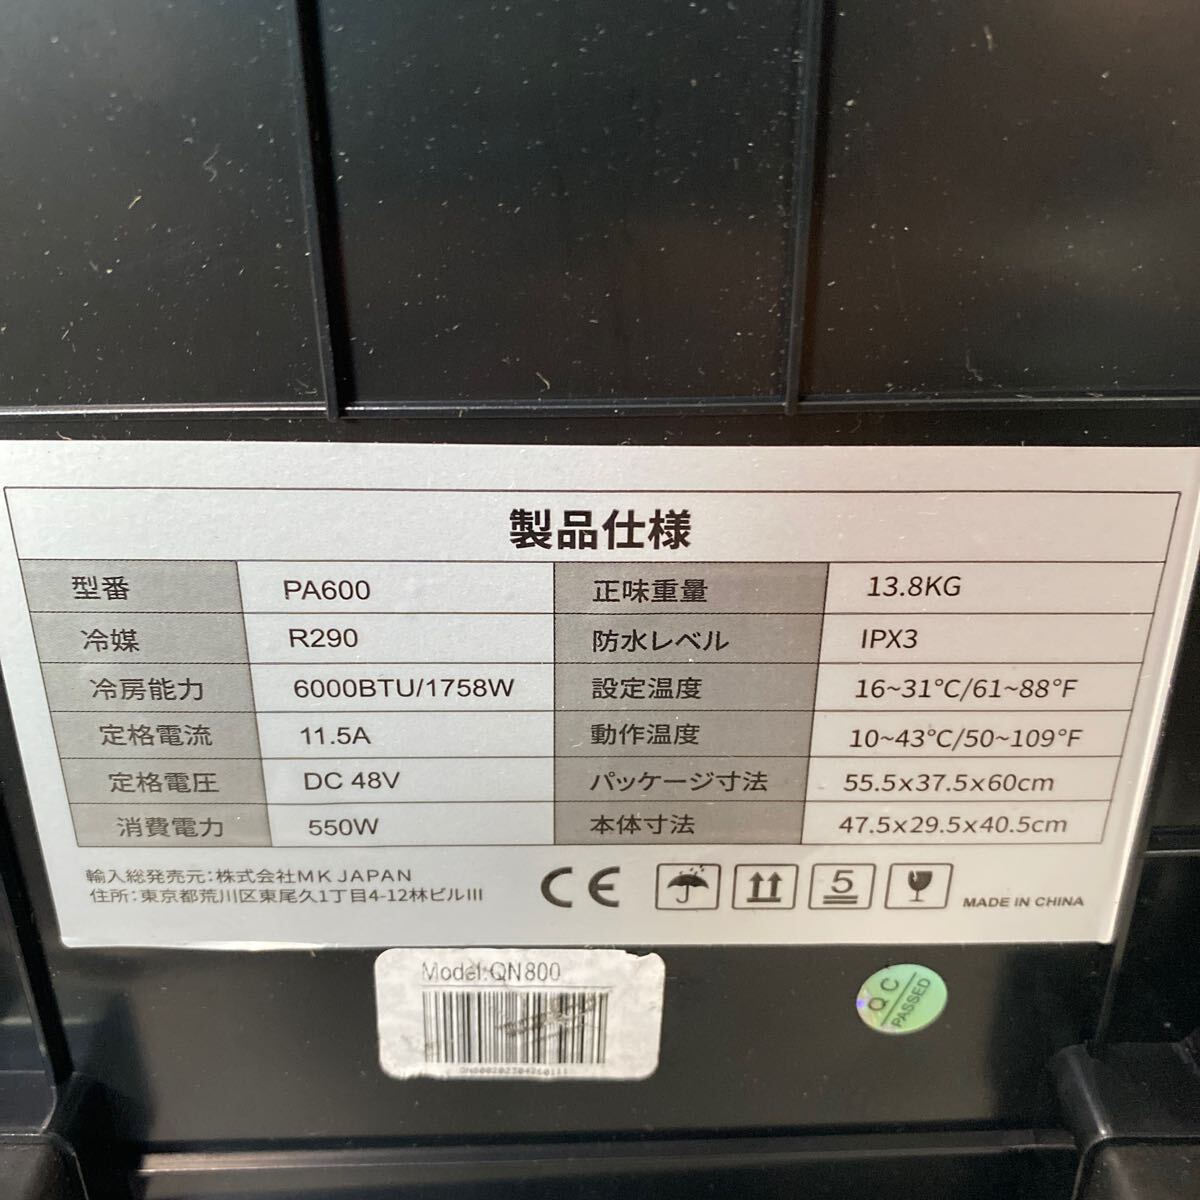 製品仕様
型番 PA600 正味重量 13.8KG
冷媒 R290 防水レベル IPX3
冷房能力 6000BTU/1758W 設定温度 16~31°C/61~88°F
定格電流 11.5A 動作温度 10~43°C/50~109°F
定格電圧 DC 48V パッケージ寸法 55.5x37.5x60cm
消費電力 550W 本体寸法 47.5x29.5x40.5cm
輸入総発売元:株式会社MK JAPAN
住所:東京都荒川区東尾久1丁目4-12林ビルIII
CE
5
MADE IN CHINA
Model:QN800
QC
PASSED